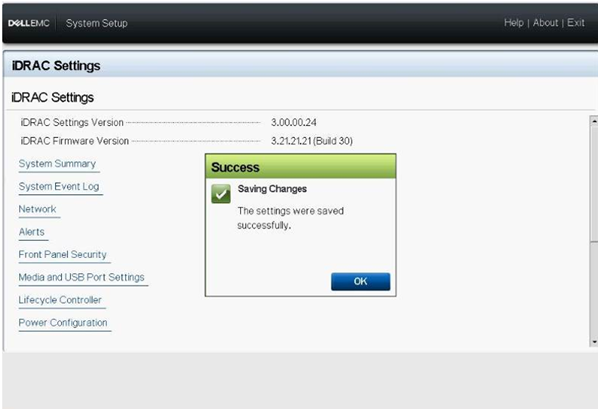 DELLEMC System Setup Help | About | Exit
iDRAC Settings
iDRAC Settings
iDRAC Settings Version 3.00.00.24
iDRAC Firmware Version 3.21.21.21 (Build 30)
System Summary
System Event Log
Network
Alerts
Front Panel Security
Media and USB Port Settings
Lifecycle Controller
Power Configuration
Success
Saving Changes
The settings were saved
successfully.
OK